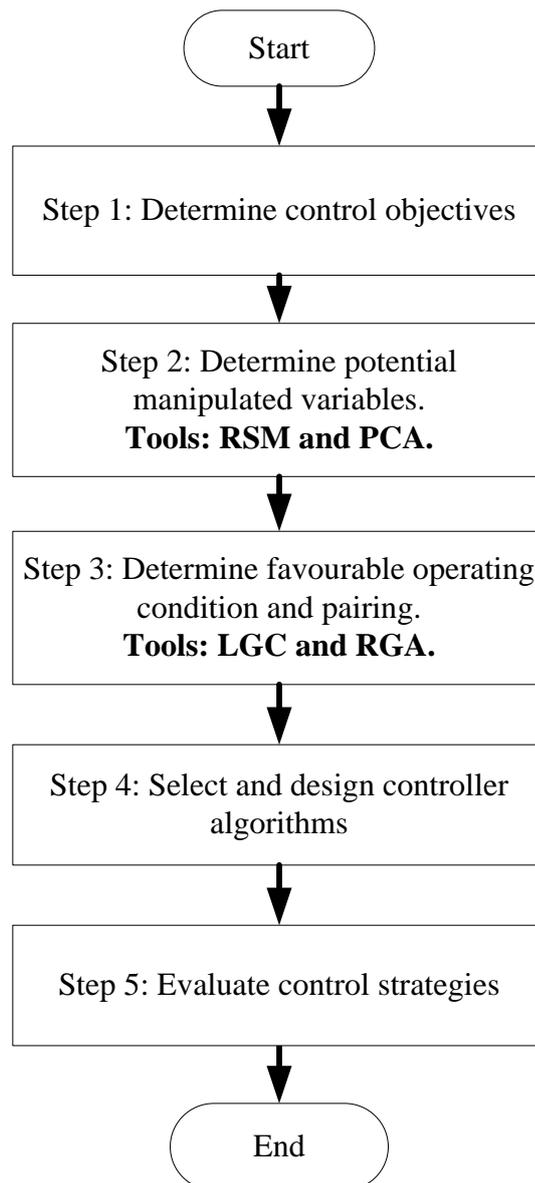 Start
Step 1: Determine control objectives
Step 2: Determine potential
manipulated variables.
Tools: RSM and PCA.
Step 3: Determine favourable operating
condition and pairing.
Tools: LGC and RGA.
Step 4: Select and design controller
algorithms
Step 5: Evaluate control strategies
End